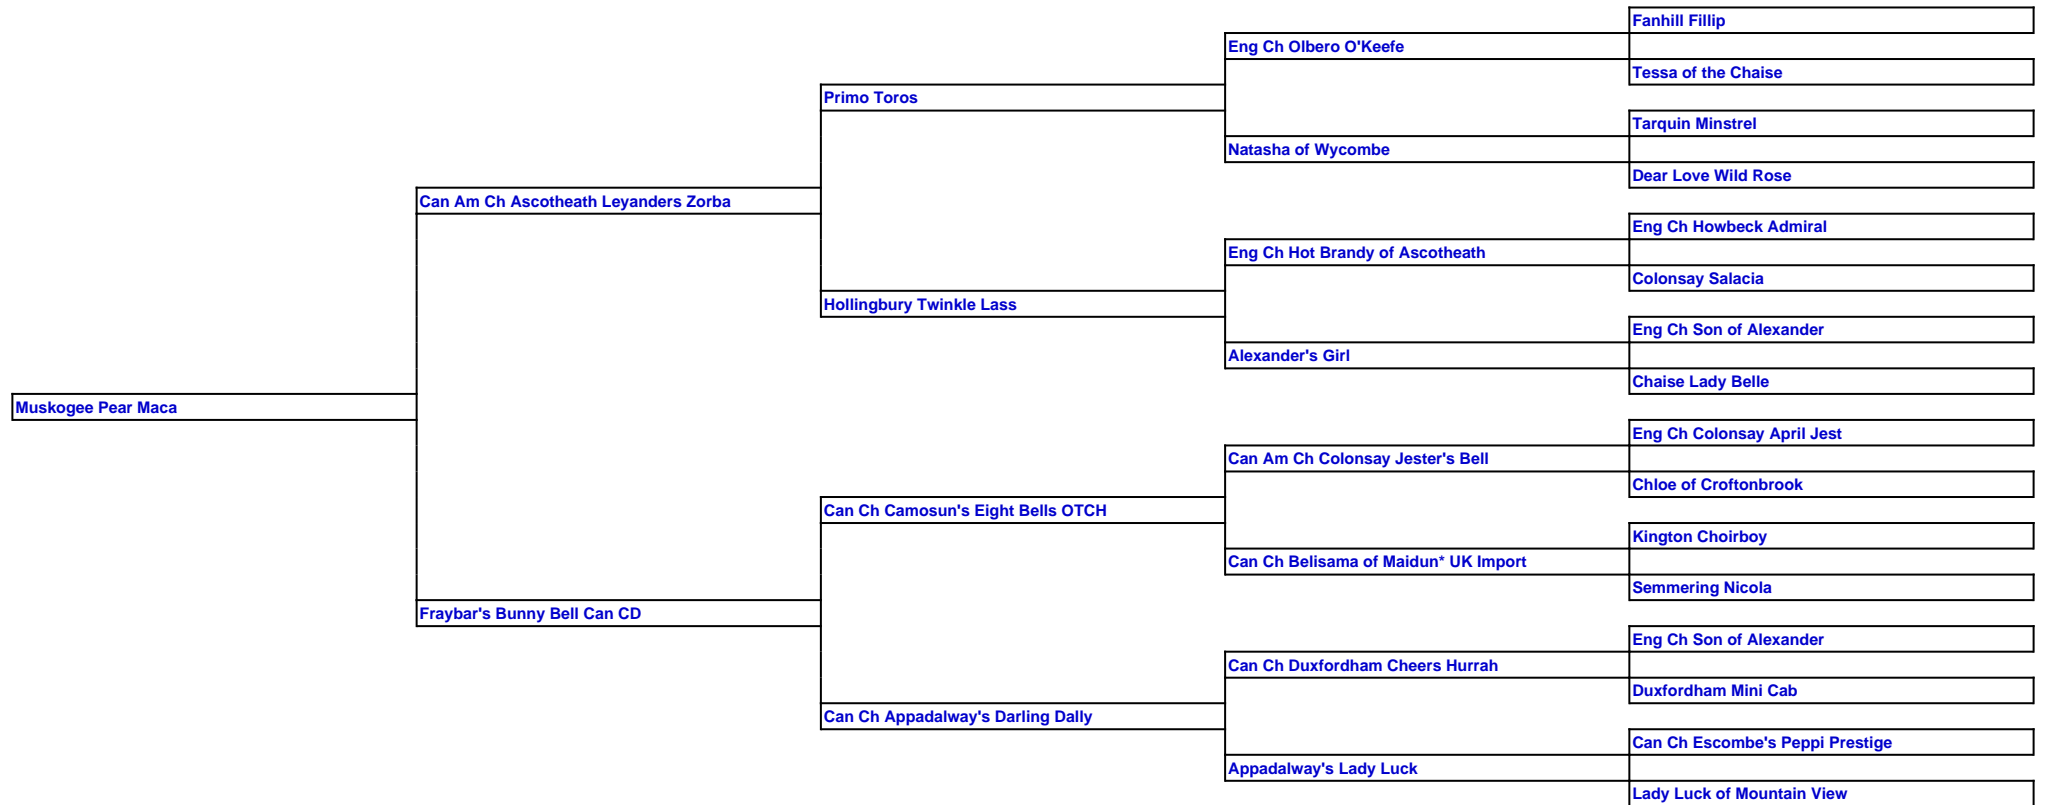 Fanhill Fillip
Eng Ch Olbero O'Keefe
Tessa of the Chaise
Primo Toros
Tarquin Minstrel
Natasha of Wycombe
Dear Love Wild Rose
Can Am Ch Ascotheath Leyanders Zorba
Eng Ch Howbeck Admiral
Eng Ch Hot Brandy of Ascotheath
Colonsay Salacia
Hollingbury Twinkle Lass
Eng Ch Son of Alexander
Alexander's Girl
Chaise Lady Belle
Muskogee Pear Maca
Eng Ch Colonsay April Jest
Can Am Ch Colonsay Jester's Bell
Chloe of Croftonbrook
Can Ch Camosun's Eight Bells OTCH
Kington Choirboy
Can Ch Belisama of Maidun* UK Import
Semmering Nicola
Fraybar's Bunny Bell Can CD
Eng Ch Son of Alexander
Can Ch Duxfordham Cheers Hurrah
Duxfordham Mini Cab
Can Ch Appadalway's Darling Dally
Can Ch Escombe's Peppi Prestige
Appadalway's Lady Luck
Lady Luck of Mountain View